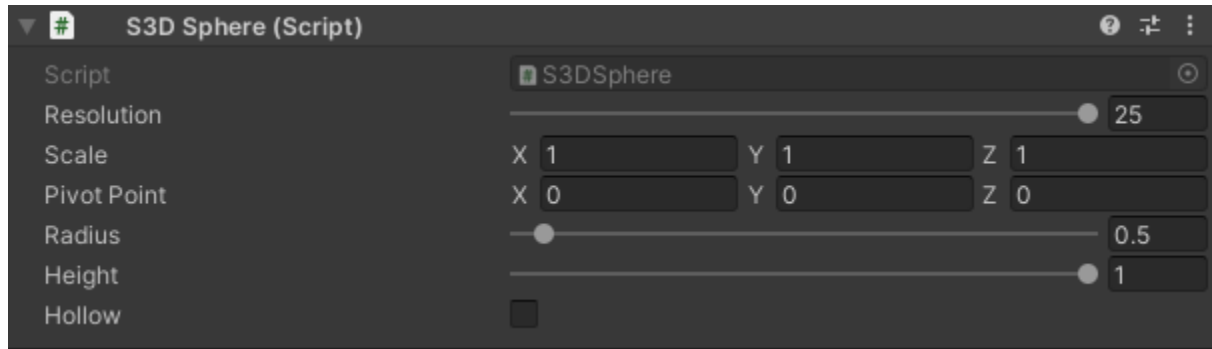 # S3D Sphere (Script) ?
Script # S3DSphere
Resolution 25
Scale X 1 Y 1 Z 1
Pivot Point X 0 Y 0 Z 0
Radius 0.5
Height 1
Hollow